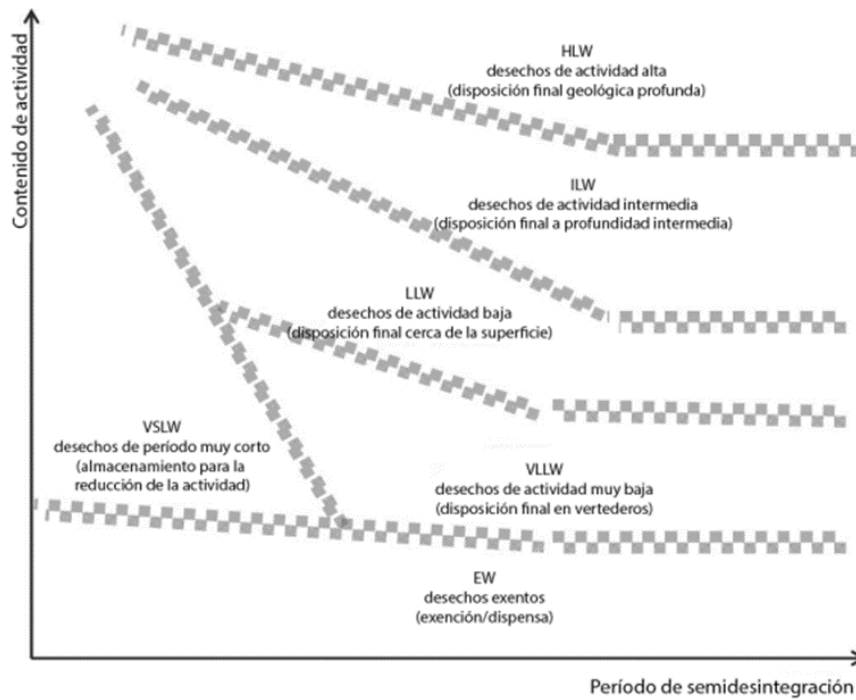 Contenido de actividad
HLW
desechos de actividad alta
(disposición final geológica profunda)
ILW
desechos de actividad intermedia
(disposición final a profundidad intermedia)
LLW
desechos de actividad baja
(disposición final cerca de la superficie)
VSLW
desechos de período muy corto
(almacenamiento para la
reducción de la actividad)
VLLW
desechos de actividad muy baja
(disposición final en vertederos)
EW
desechos exentos
(exención/dispensa)
Período de semidesintegración